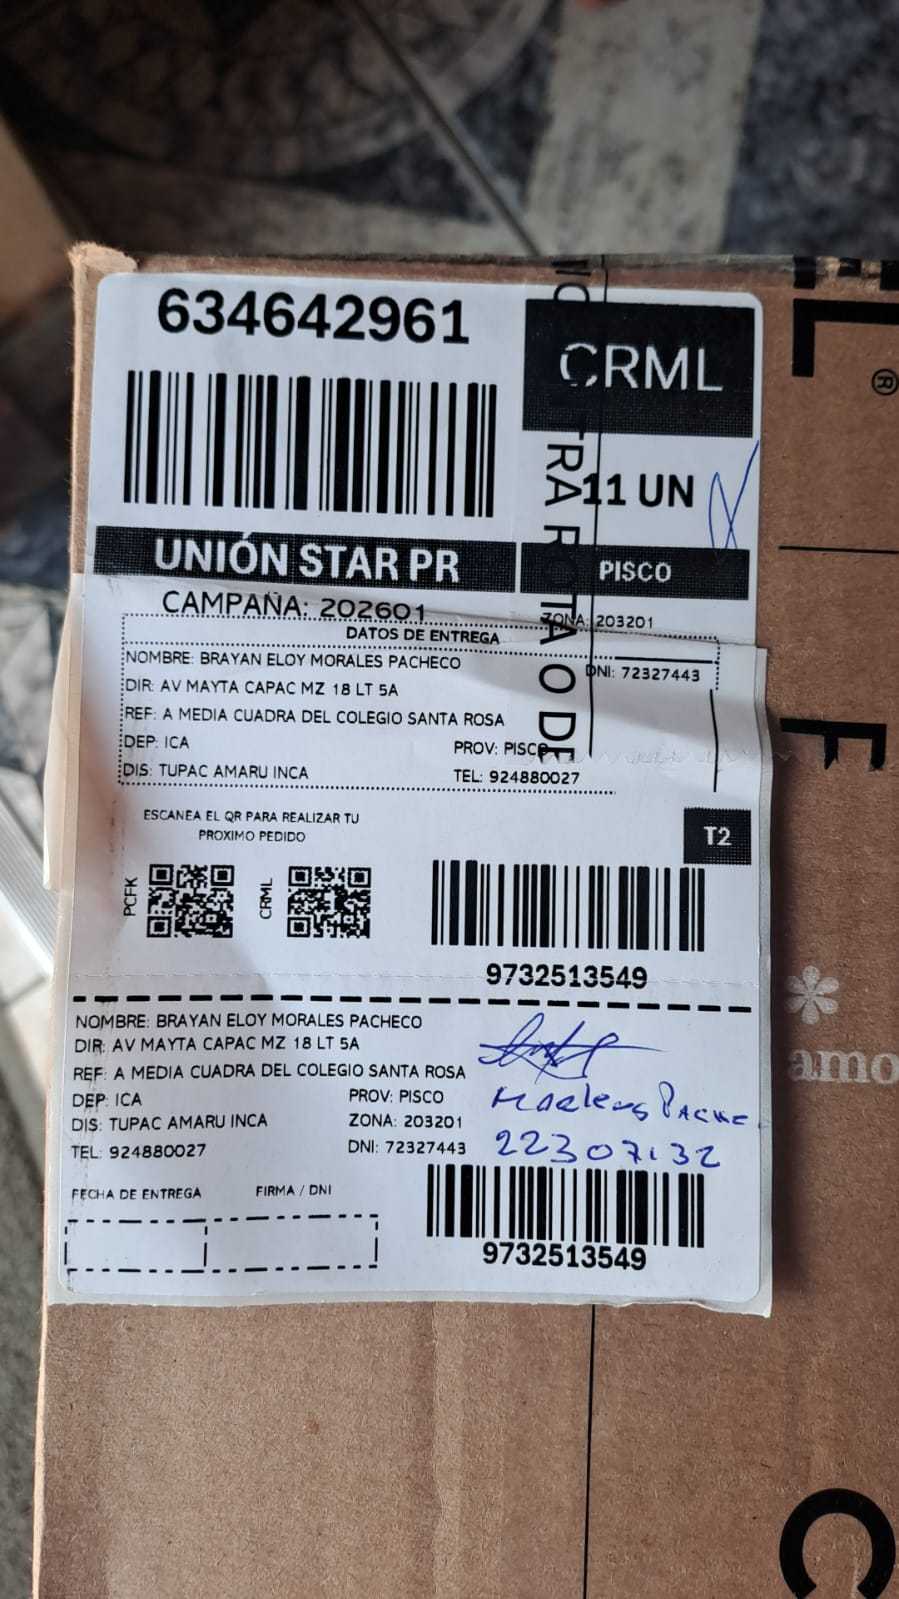 634642961
CRML
11 UN
UNIÓN STAR PR
PISCO
CAMPAÑA: 202601
ZONA: 203201
DATOS DE ENTREGA
NOMBRE: BRAYAN ELOY MORALES PACHECO
DNI: 72327443
DIR: AV MAYTA CAPAC MZ 18 LT 5A
REF: A MEDIA CUADRA DEL COLEGIO SANTA ROSA
DEP: ICA
PROV: PISCO
DIS: TUPAC AMARU INCA
TEL: 924880027
ESCANEA EL QR PARA REALIZAR TU
PROXIMO PEDIDO
T2
PCFK
CRML
9732513549
NOMBRE: BRAYAN ELOY MORALES PACHECO
DIR: AV MAYTA CAPAC MZ 18 LT 5A
REF: A MEDIA CUADRA DEL COLEGIO SANTA ROSA
DEP: ICA
PROV: PISCO
DIS: TUPAC AMARU INCA
ZONA: 203201
TEL: 924880027
DNI: 72327443
22307132
FECHA DE ENTREGA
FIRMA / DNI
9732513549
TRA ROTA O DE
EL®
F
aroma
C